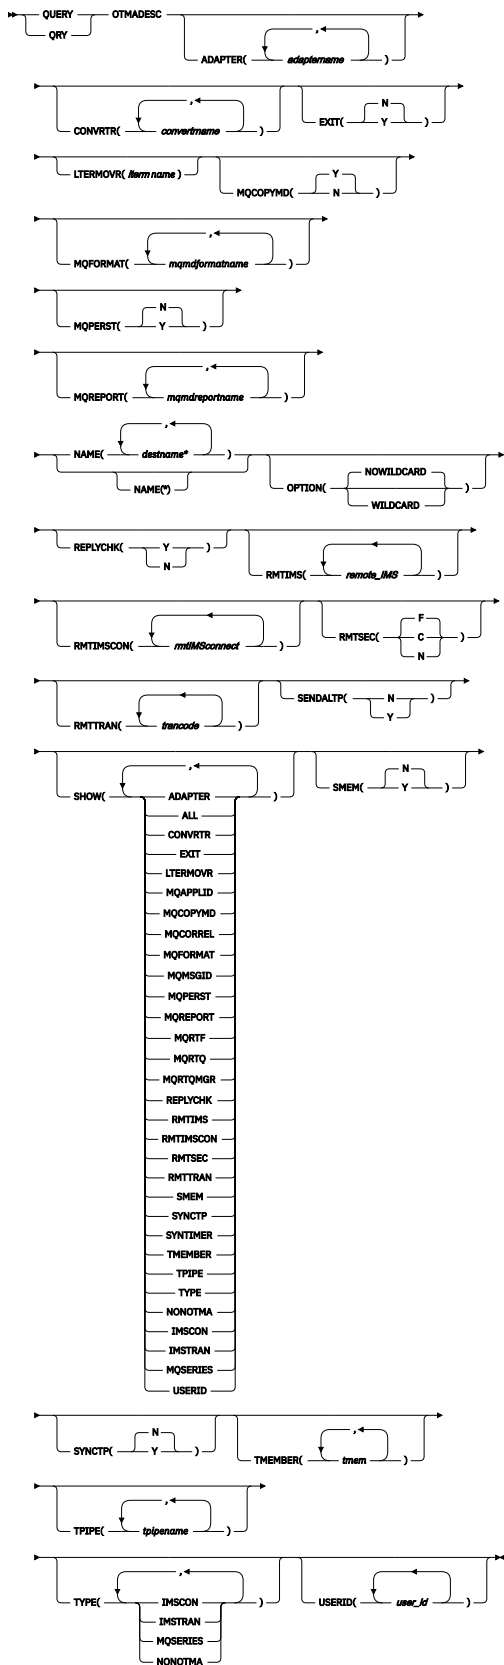 QUERY OTMADESC
QRY
,
ADAPTER( adaptername )
, N
CONVRTR( convertrname ) EXIT( Y )
Y
LTERMOVR( lterm name ) MQCOPYMD( N )
,
MQFORMAT( mqmdformatname )
N
MQPERST( Y )
,
MQREPORT( mqmdreportname )
,
NAME( destname* ) NOWILDCARD
NAME(*) OPTION( )
WILDCARD
REPLYCHK( Y )
N
RMTIMS( remote_IMS )
F
RMTIMSCON( rmtIMSconnect ) RMTSEC( C )
N
RMTTRAN( trancode ) SENDALTP( N )
Y
, N
SHOW( ADAPTER ) SMEM( Y )
ALL
CONVRTR
EXIT
LTERMOVR
MQAPPLID
MQCOPYMD
MQCORREL
MQFORMAT
MQMSGID
MQPERST
MQREPORT
MQRTF
MQRTQ
MQRTQMGR
REPLYCHK
RMTIMS
RMTIMSCON
RMTSEC
RMTTRAN
SMEM
SYNCTP
SYNTIMER
TMEMBER
TPIPE
TYPE
NONOTMA
IMSCON
IMSTRAN
MQSERIES
USERID
N ,
SYNCTP( Y ) TMEMBER( tmem )
,
TPIPE( tpipename )
,
TYPE( IMSCON ) USERID( user_id )
IMSTRAN
MQSERIES
NONOTMA